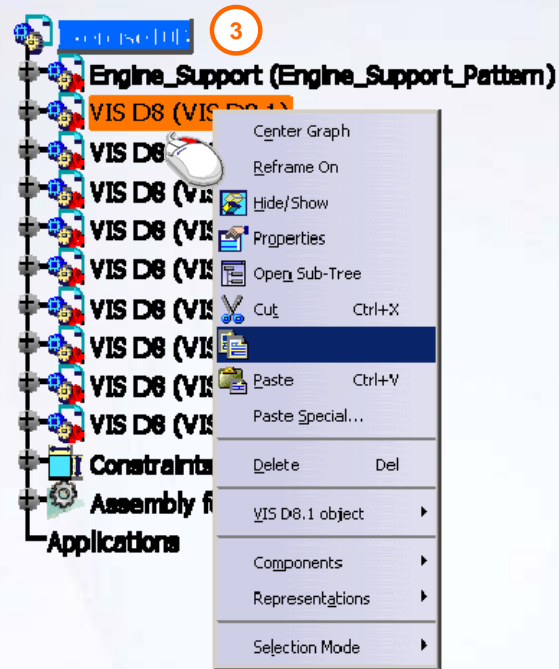 3
Engine_Support (Engine_Support_Pattern)
VIS D8 (VIS D8.1)
VIS D8 (VIS
VIS D8 (VIS
VIS D8 (VIS
VIS D8 (VIS
VIS D8 (VIS
VIS D8 (VIS
VIS D8 (VIS
VIS D8 (VIS
Constraints
Assembly f
Applications
Center Graph
Reframe On
Hide/Show
Properties
Open Sub-Tree
Cut Ctrl+X
Paste Ctrl+V
Paste Special...
Delete Del
VIS D8.1 object
Components
Representations
Selection Mode